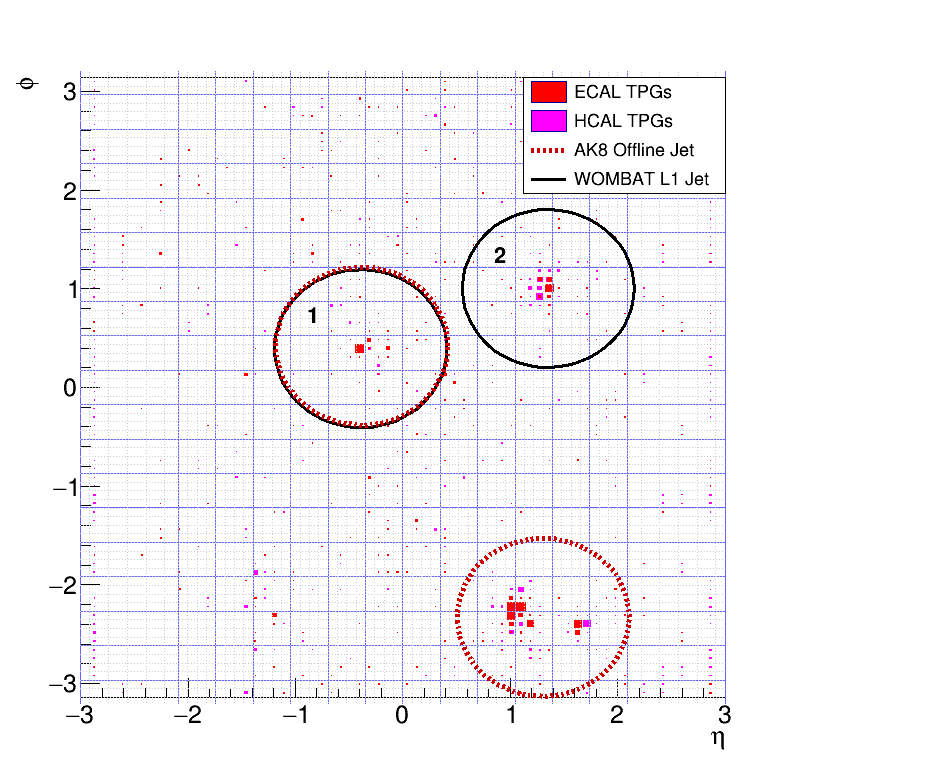 φ
3
2
1
0
−1
−2
−3
ECAL TPGs
HCAL TPGs
AK8 Offline Jet
WOMBAT L1 Jet
2
1
−3 −2 −1 0 1 2 3
η